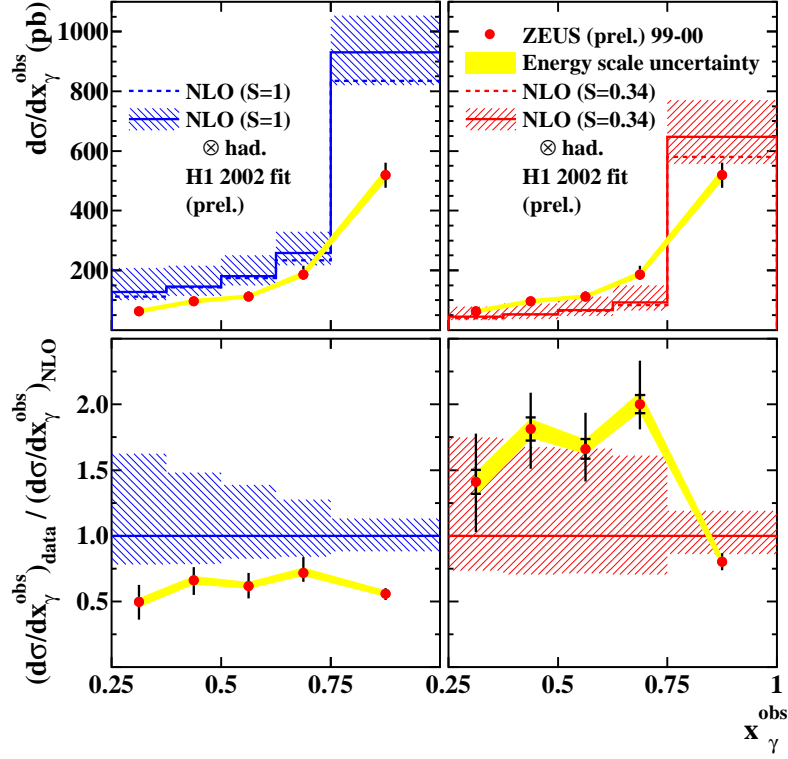 dσ/dx_γ^obs (pb)
1000
800
600
400
200
NLO (S=1)
NLO (S=1)
⊗ had.
H1 2002 fit
(prel.)
ZEUS (prel.) 99-00
Energy scale uncertainty
NLO (S=0.34)
NLO (S=0.34)
⊗ had.
H1 2002 fit
(prel.)
(dσ/dx_γ^obs)_data / (dσ/dx_γ^obs)_NLO
2.0
1.5
1.0
0.5
0.25 0.5 0.75 0.25 0.5 0.75 1
x_γ^obs